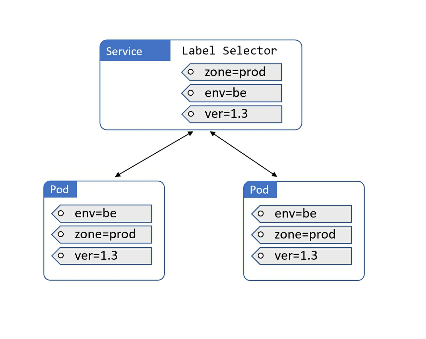 Service
Label Selector
zone=prod
env=be
ver=1.3
Pod
env=be
zone=prod
ver=1.3
Pod
env=be
zone=prod
ver=1.3